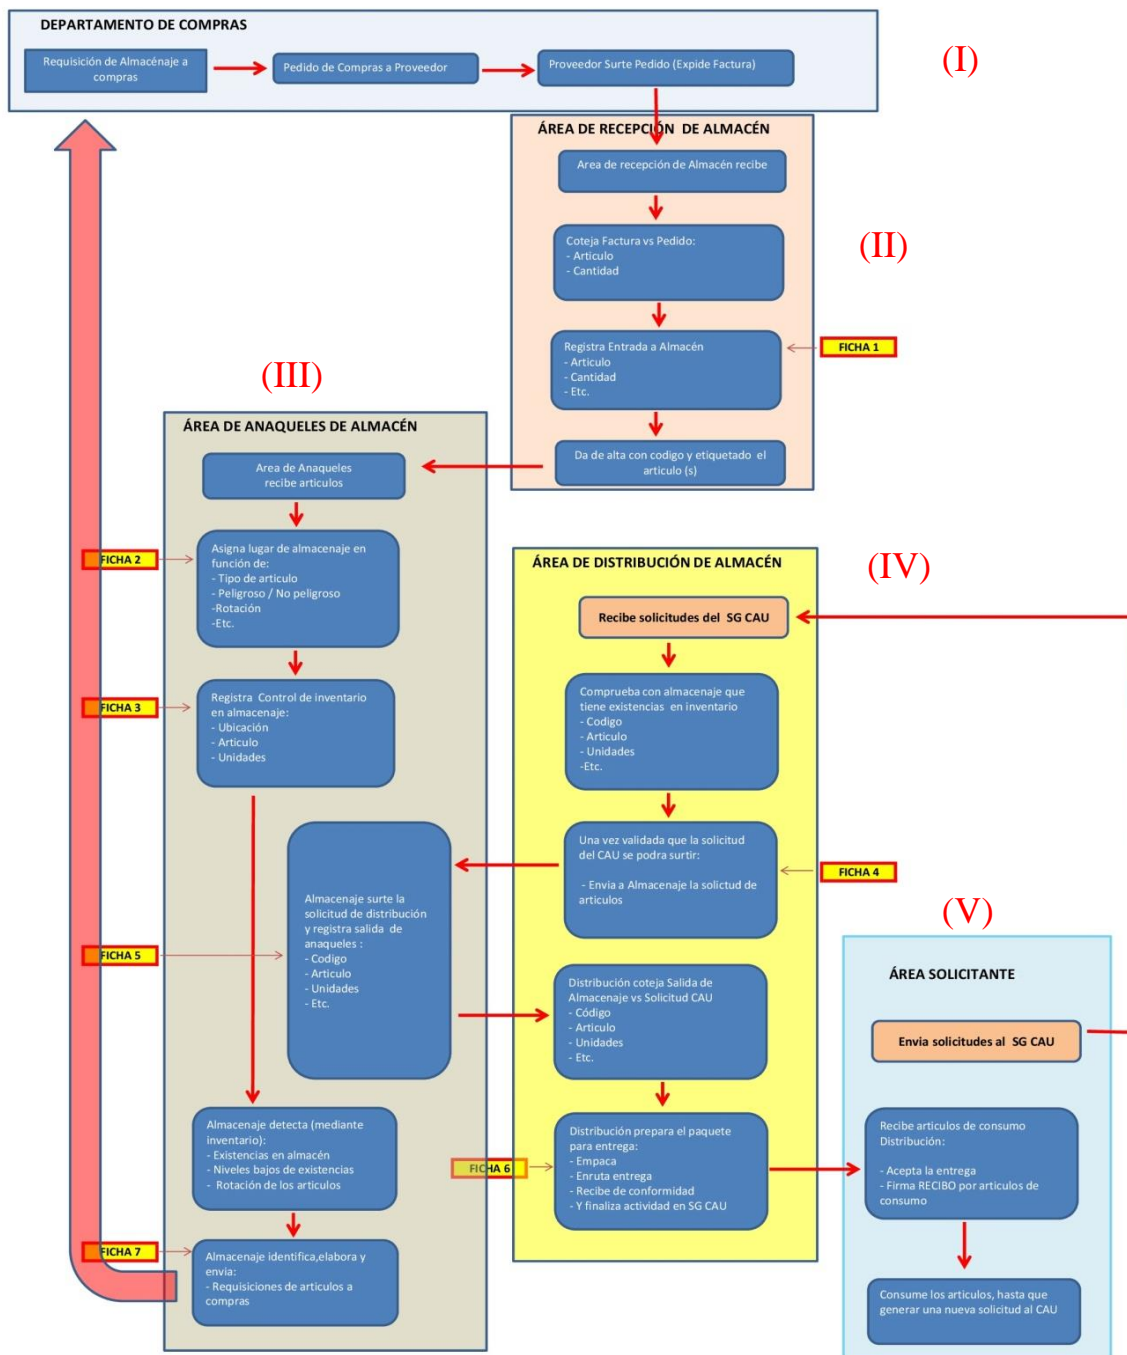 DEPARTAMENTO DE COMPRAS
Requisición de Almacénaje a
compras
Pedido de Compras a Proveedor
Proveedor Surte Pedido (Expide Factura)
(I)
ÁREA DE RECEPCIÓN DE ALMACÉN
Area de recepción de Almacén recibe
Coteja Factura vs Pedido:
- Articulo
- Cantidad
(II)
Registra Entrada a Almacén
- Articulo
- Cantidad
- Etc.
FICHA 1
Da de alta con codigo y etiquetado el
articulo (s)
(III)
ÁREA DE ANAQUELES DE ALMACÉN
Area de Anaqueles
recibe articulos
FICHA 2
Asigna lugar de almacenaje en
función de:
- Tipo de articulo
- Peligroso / No peligroso
-Rotación
-Etc.
FICHA 3
Registra Control de inventario
en almacenaje:
- Ubicación
- Articulo
- Unidades
FICHA 5
Almacenaje surte la
solicitud de distribución
y registra salida de
anaqueles :
- Codigo
- Articulo
- Unidades
- Etc.
Almacenaje detecta (mediante
inventario):
- Existencias en almacén
- Niveles bajos de existencias
- Rotación de los articulos
FICHA 7
Almacenaje identifica,elabora y
envia:
- Requisiciones de articulos a
compras
(IV)
ÁREA DE DISTRIBUCIÓN DE ALMACÉN
Recibe solicitudes del SG CAU
Comprueba con almacenaje que
tiene existencias en inventario
- Codigo
- Articulo
- Unidades
-Etc.
Una vez validada que la solicitud
del CAU se podra surtir:
- Envia a Almacenaje la solictud de
articulos
FICHA 4
Distribución coteja Salida de
Almacenaje vs Solicitud CAU
- Código
- Articulo
- Unidades
- Etc.
FICHA 6
Distribución prepara el paquete
para entrega:
- Empaca
- Enruta entrega
- Recibe de conformidad
- Y finaliza actividad en SG CAU
(V)
ÁREA SOLICITANTE
Envia solicitudes al SG CAU
Recibe articulos de consumo
Distribución:
- Acepta la entrega
- Firma RECIBO por articulos de
consumo
Consume los articulos, hasta que
generar una nueva solicitud al CAU